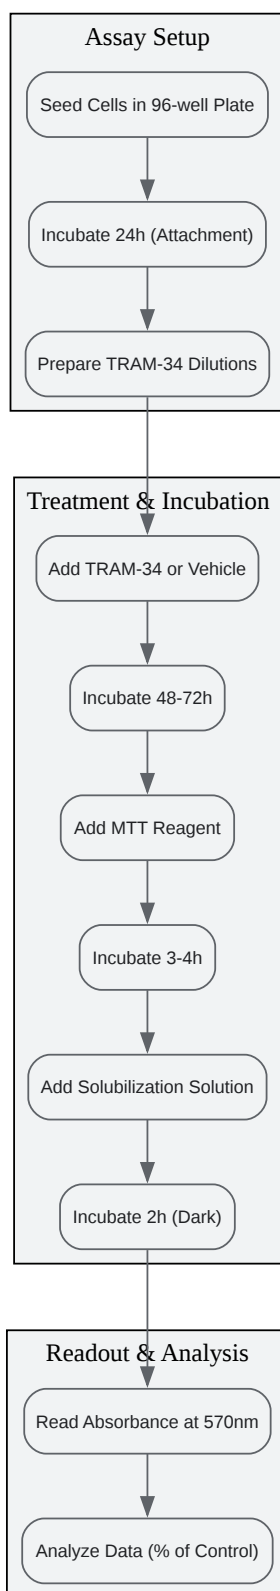 Assay Setup
Seed Cells in 96-well Plate
Incubate 24h (Attachment)
Prepare TRAM-34 Dilutions
Treatment & Incubation
Add TRAM-34 or Vehicle
Incubate 48-72h
Add MTT Reagent
Incubate 3-4h
Add Solubilization Solution
Incubate 2h (Dark)
Readout & Analysis
Read Absorbance at 570nm
Analyze Data (% of Control)